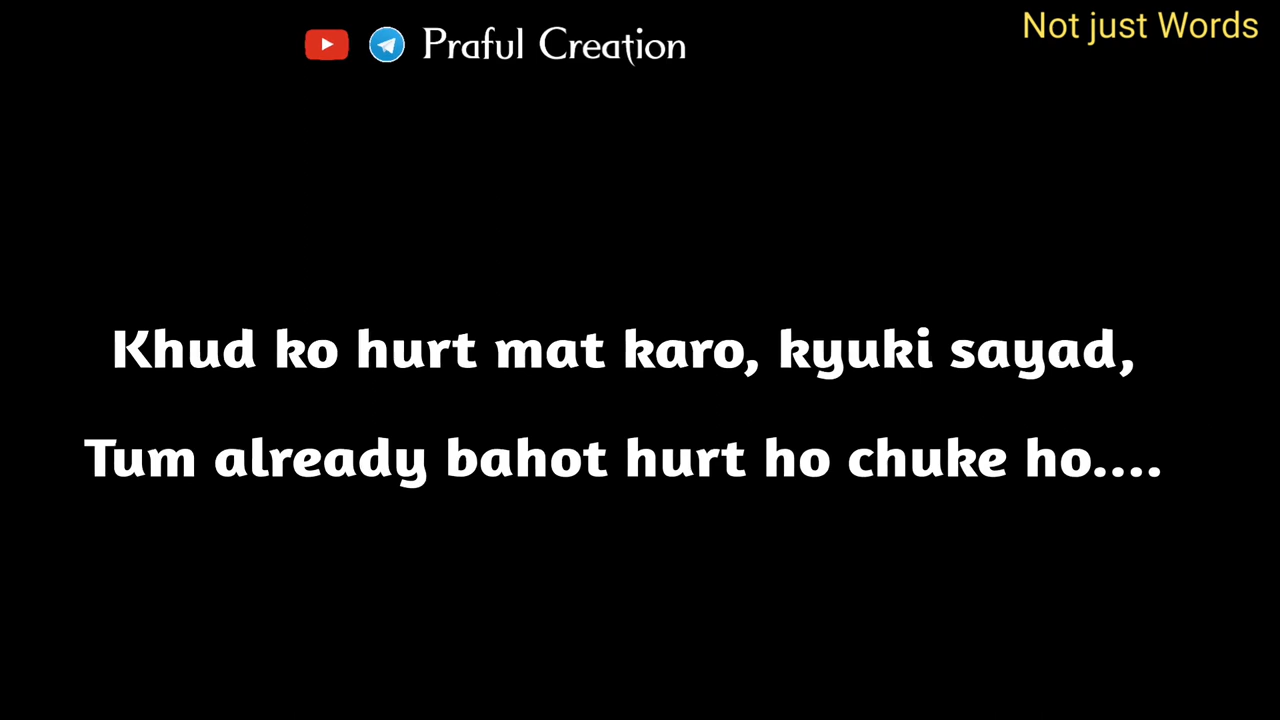 Praful Creation
Not just Words
Khud ko hurt mat karo, kyuki sayad,
Tum already bahot hurt ho chuke ho....